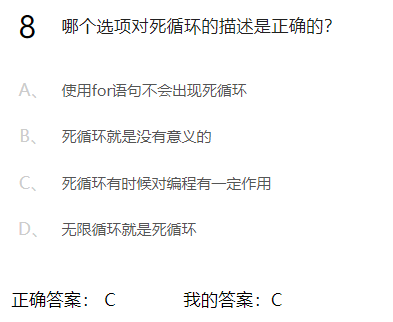 8 哪个选项对死循环的描述是正确的?
A、 使用for语句不会出现死循环
B、 死循环就是没有意义的
C、 死循环有时候对编程有一定作用
D、 无限循环就是死循环
正确答案： C 我的答案：C